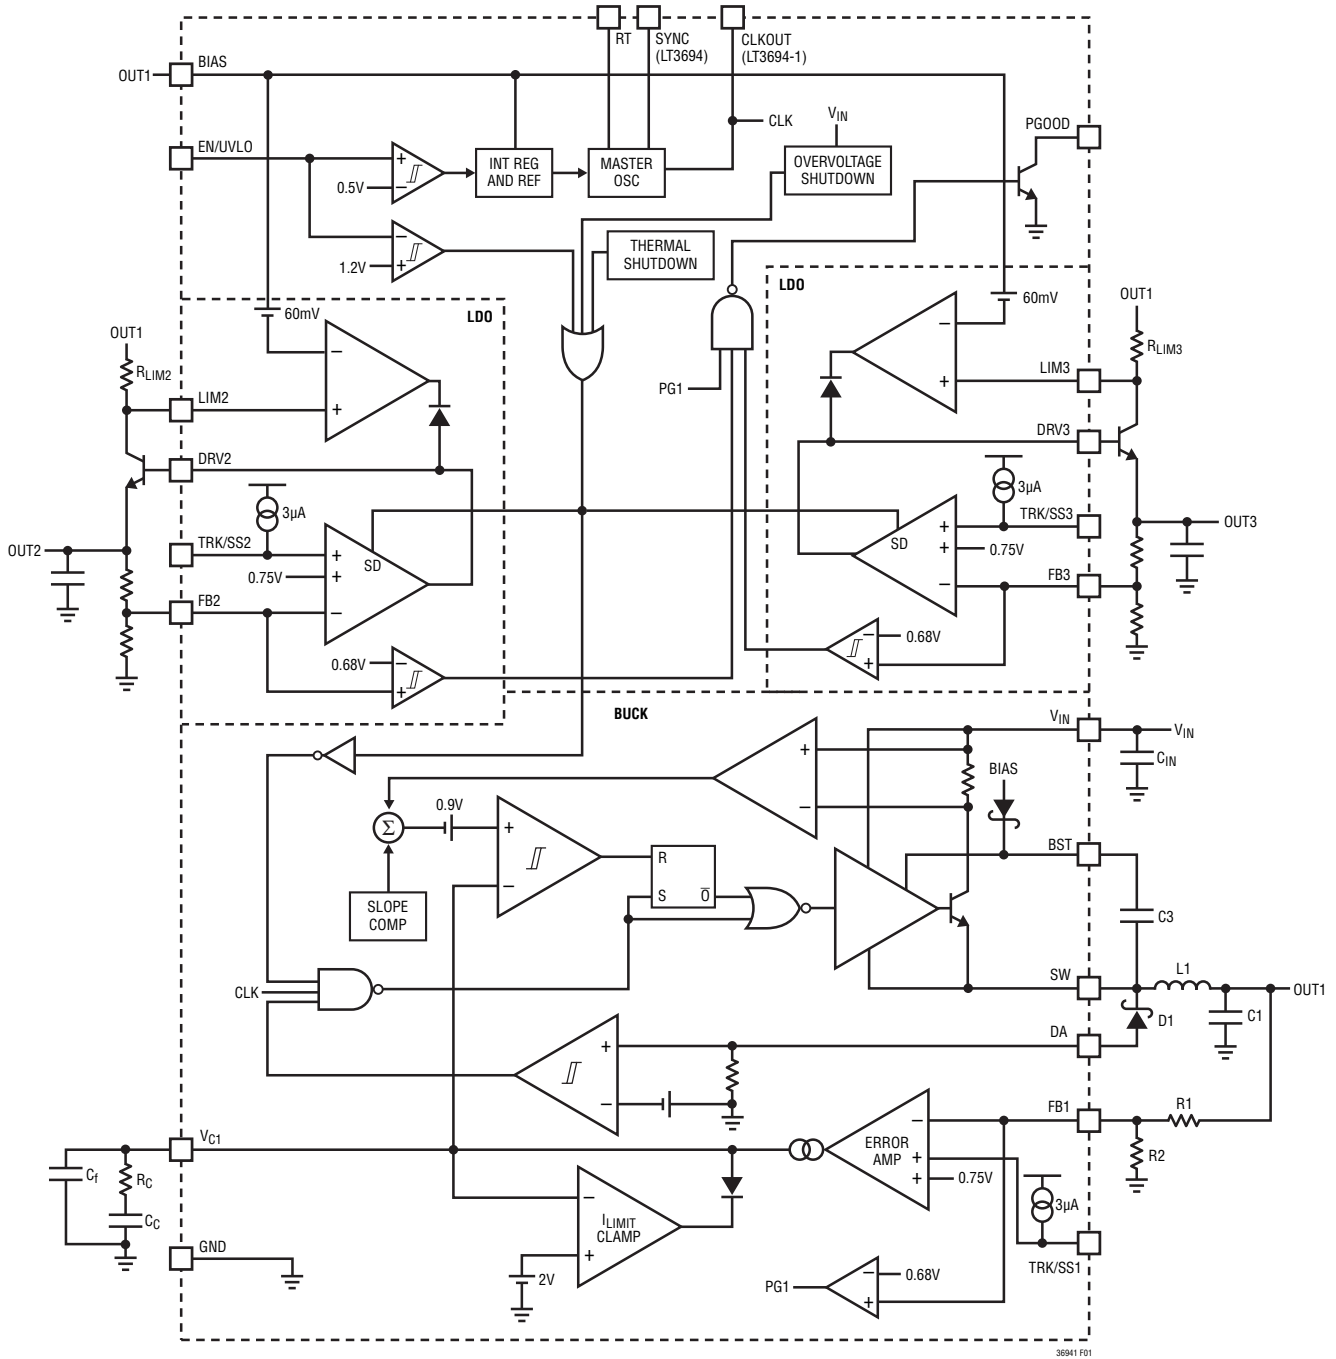 RT
SYNC
(LT3694)
CLKOUT
(LT3694-1)
OUT1
BIAS
CLK
VIN
PGOOD
EN/UVLO
0.5V
INT REG
AND REF
MASTER
OSC
OVERVOLTAGE
SHUTDOWN
1.2V
THERMAL
SHUTDOWN
LDO
LDO
60mV
60mV
OUT1
OUT1
RLIM2
RLIM3
LIM2
LIM3
PG1
DRV2
DRV3
3µA
3µA
OUT2
TRK/SS2
TRK/SS3
OUT3
SD
SD
0.75V
0.75V
FB2
FB3
+
+
–
+
+
–
–
+
–
+
+
–
–
+
0.68V
–
+
0.68V
–
+
BUCK
VIN
VIN
CIN
BIAS
+
–
0.9V
Σ
+
–
BST
R
S
O̅
SLOPE
COMP
C3
L1
SW
OUT1
CLK
C1
D1
DA
+
–
R1
FB1
VC1
ERROR
AMP
–
+
+
0.75V
R2
Cf
RC
CC
ILIMIT
CLAMP
–
+
3µA
GND
2V
TRK/SS1
PG1
0.68V
–
+
36941 F01